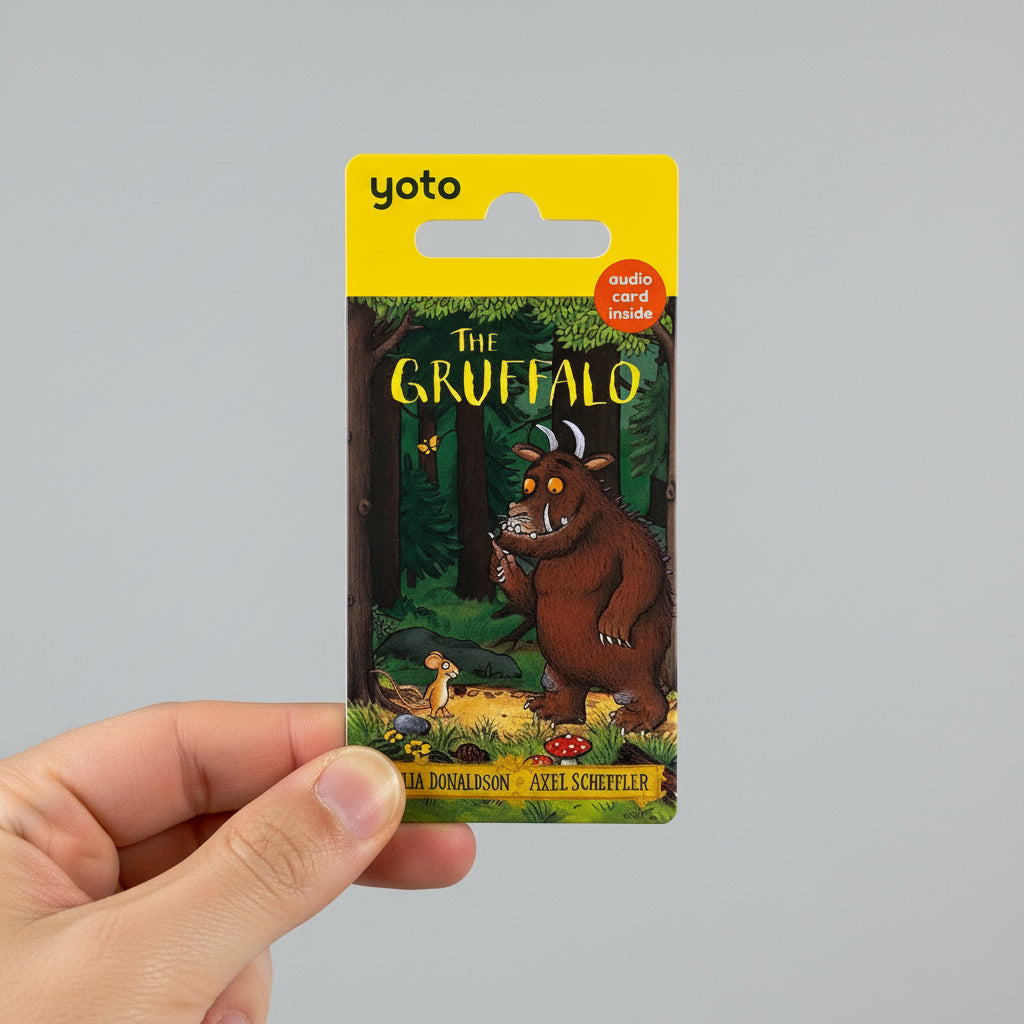 yoto
audio
card
inside
THE
GRUFFALO
LIA DONALDSON AXEL SCHEFFLER